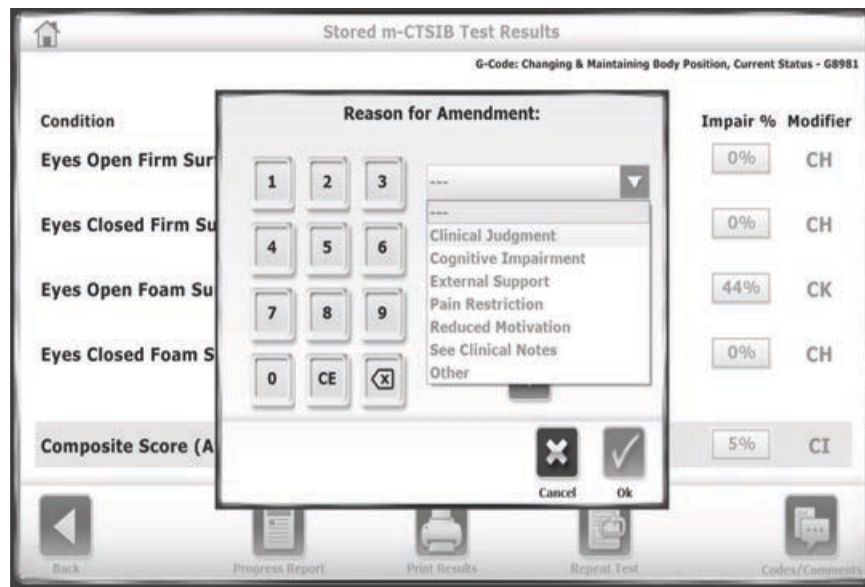 Stored m-CTSIB Test Results
G-Code: Changing & Maintaining Body Position, Current Status - G8981
Condition
Impair % Modifier
Eyes Open Firm Sur
0% CH
Eyes Closed Firm Su
0% CH
Eyes Open Foam Su
44% CK
Eyes Closed Foam S
0% CH
Composite Score (A
5% CI
Reason for Amendment:
1 2 3
4 5 6
7 8 9
0 CE
---
---
Clinical Judgment
Cognitive Impairment
External Support
Pain Restriction
Reduced Motivation
See Clinical Notes
Other
Cancel Ok
Back Progress Report Print Results Repeat Test Codes/Comments